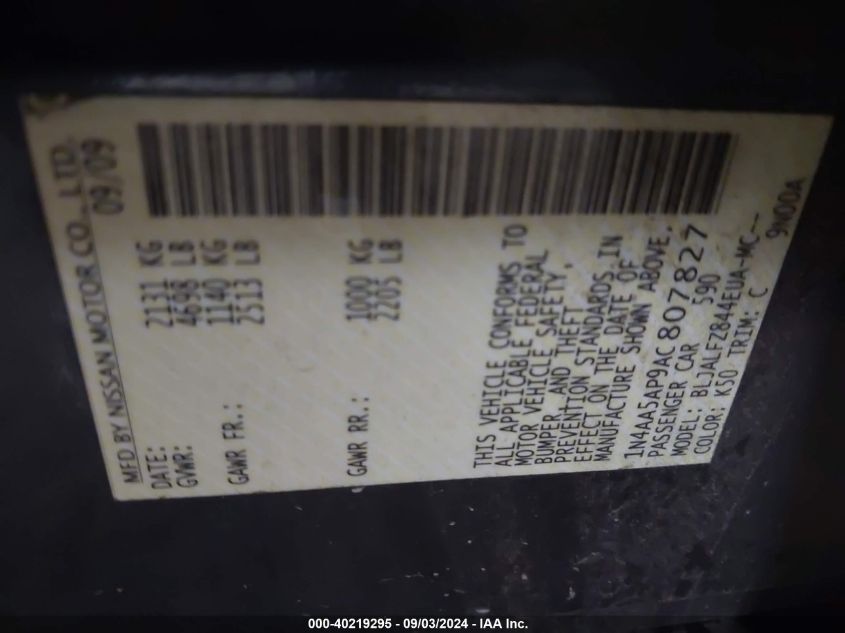 MFD BY NISSAN MOTOR CO., LTD.
DATE: 09/09
GVWR: 2131 KG
4698 LB
GAWR FR.: 1140 KG
2513 LB
GAWR RR.: 1000 KG
2205 LB
THIS VEHICLE CONFORMS TO
ALL APPLICABLE FEDERAL
MOTOR VEHICLE SAFETY,
BUMPER, AND THEFT
PREVENTION STANDARDS IN
EFFECT ON THE DATE OF
MANUFACTURE SHOWN ABOVE.
1N4AA5AP9AC807827
PASSENGER CAR 590
MODEL: BLJALFZ844EUA-MC--
COLOR: K50 TRIM: C 9N00A
000-40219295 - 09/03/2024 - IAA Inc.